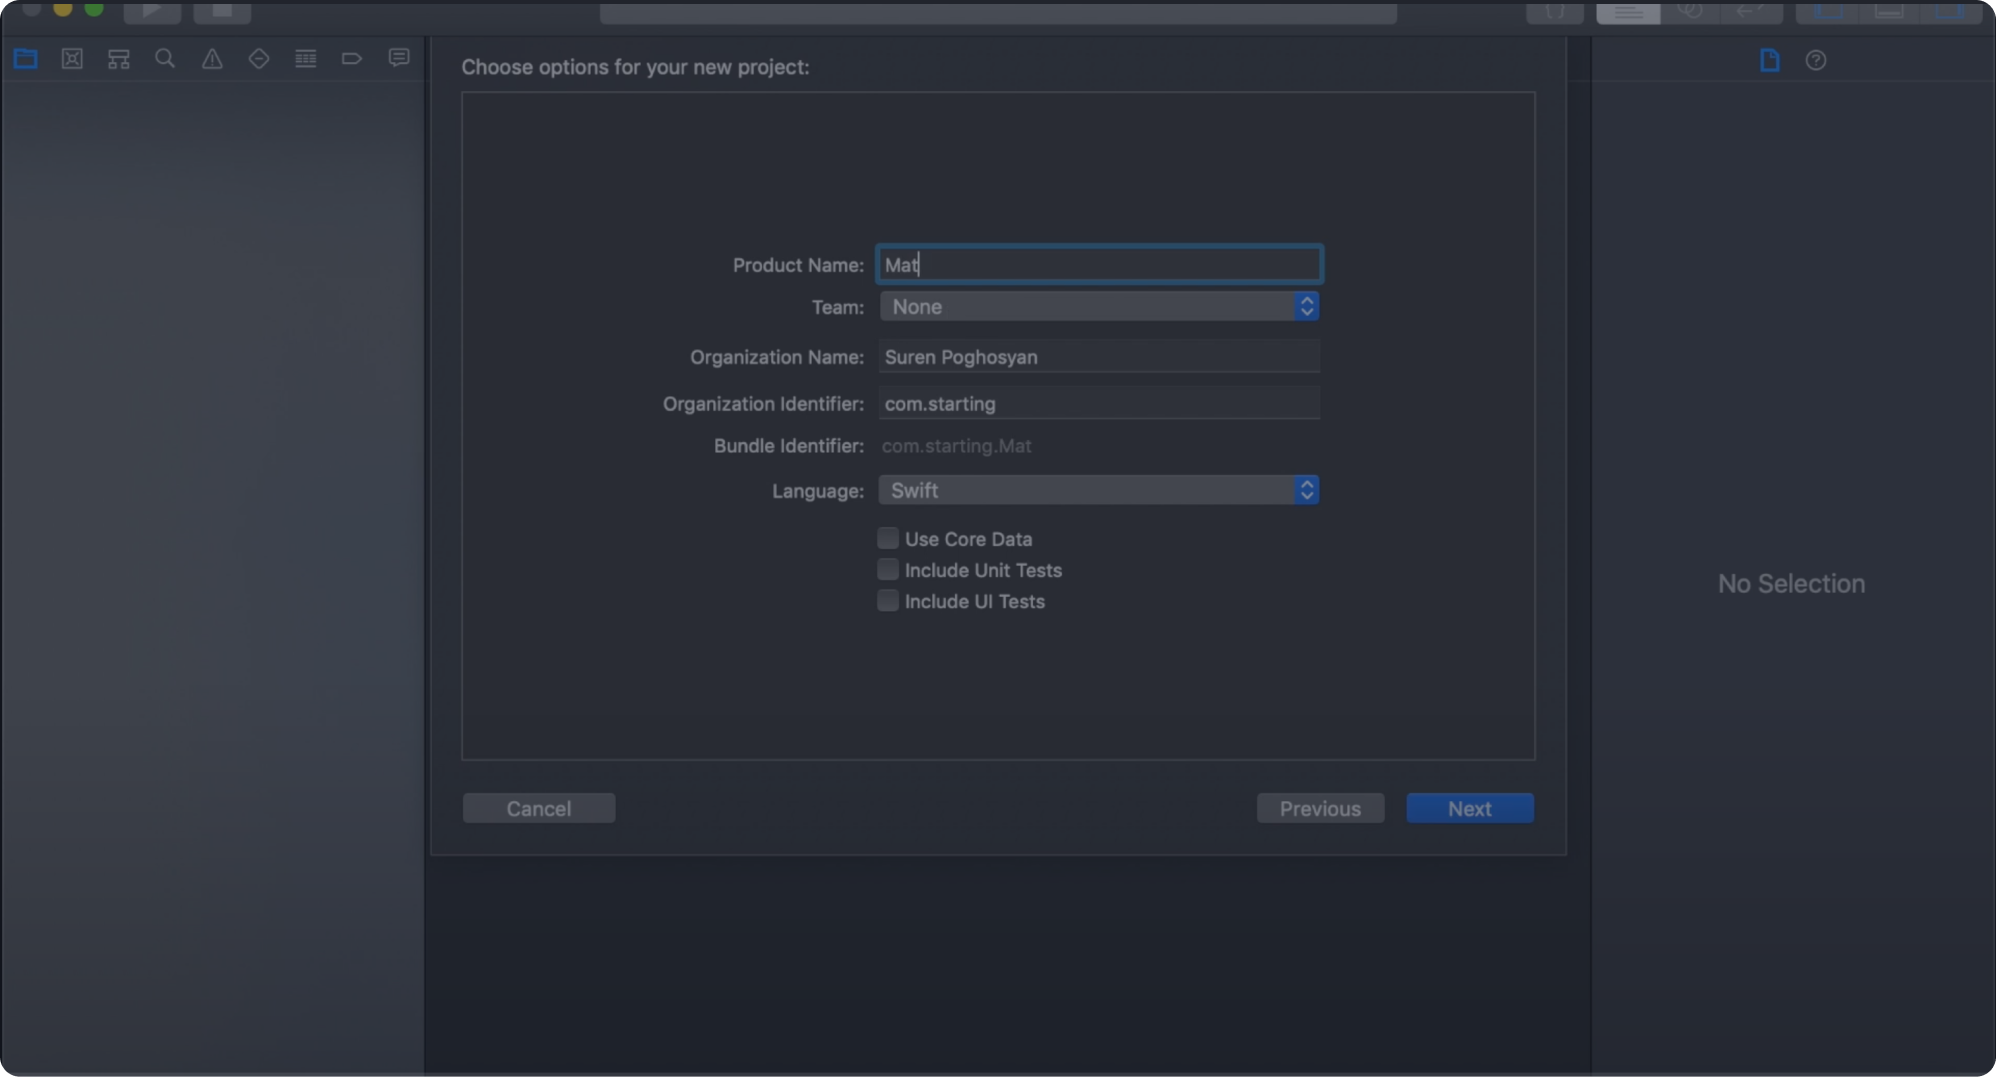 Choose options for your new project:
Product Name: Mat
Team: None
Organization Name: Suren Poghosyan
Organization Identifier: com.starting
Bundle Identifier: com.starting.Mat
Language: Swift
Use Core Data
Include Unit Tests
Include UI Tests
No Selection
Cancel Previous Next